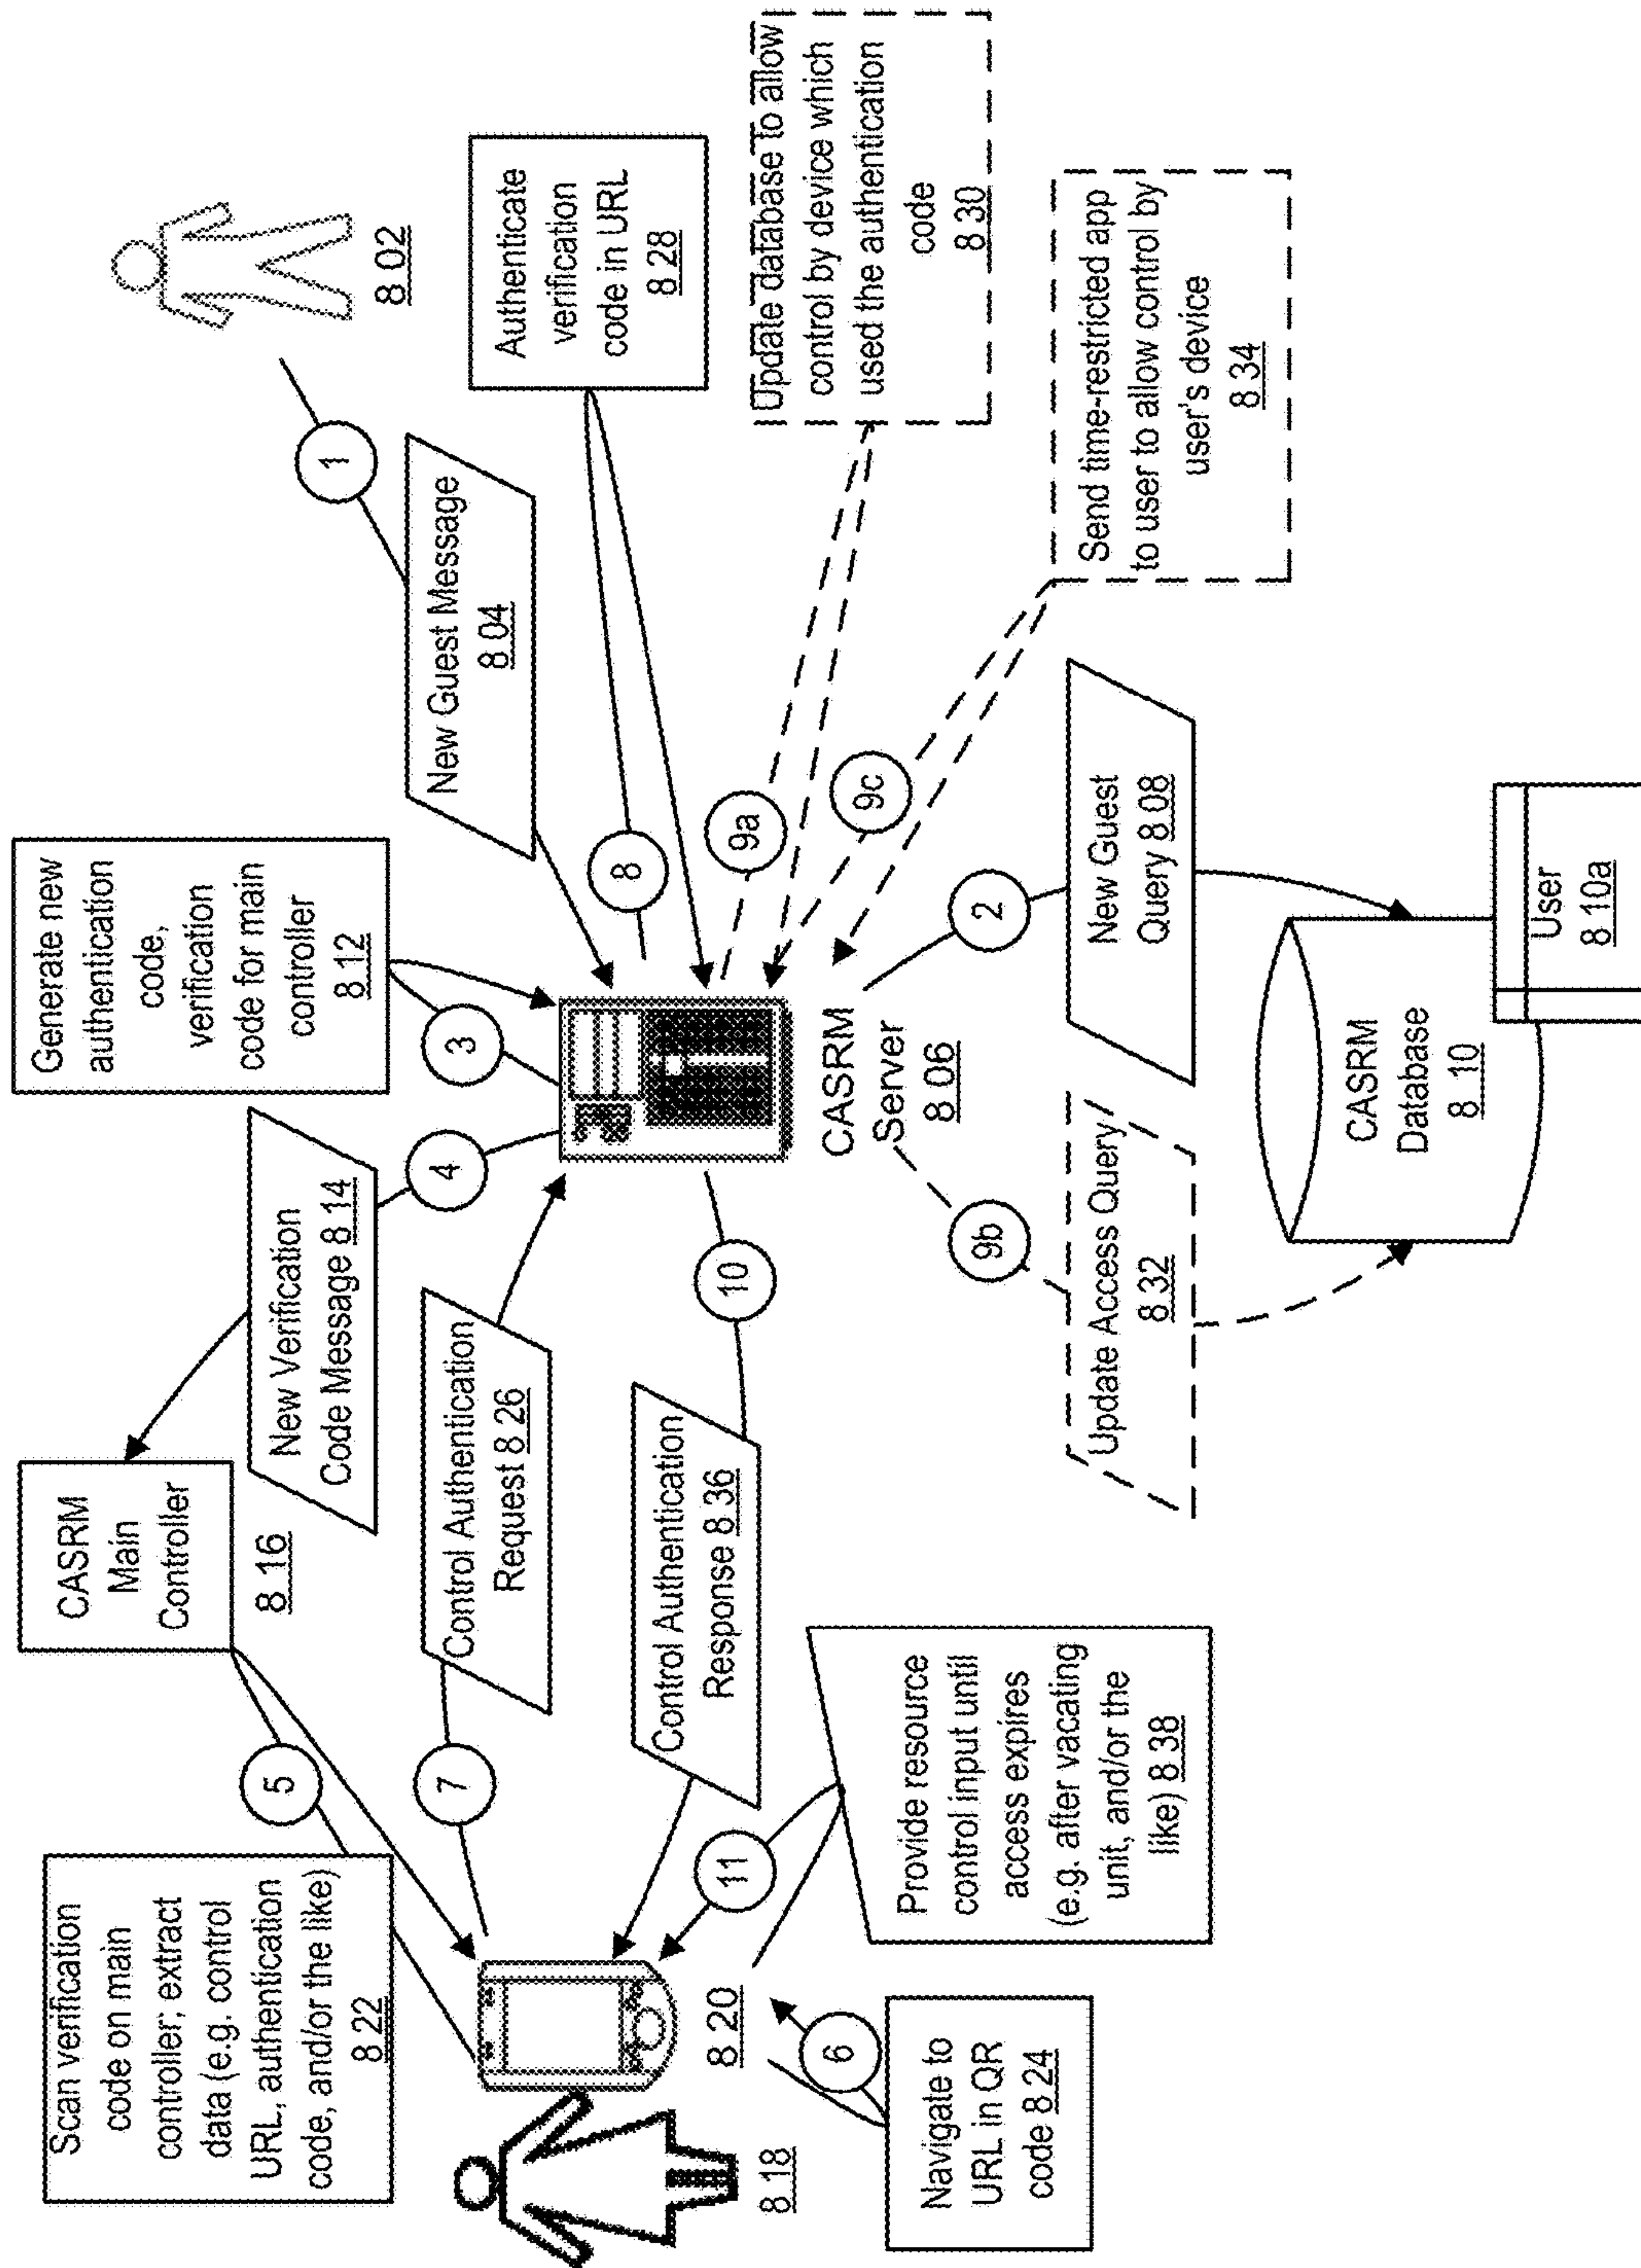 Scan verification
code on main
controller; extract
data (e.g. control
URL, authentication
code, and/or the like)
8 22
CASRM
Main
Controller
8 16
Generate new
authentication
code,
verification
code for main
controller
8 12
8 02
5
New Verification
Code Message 8 14
4
3
1
New Guest Message
8 04
7
Control Authentication
Request 8 26
Authenticate
verification
code in URL
8 28
8
8 18
8 20
Control Authentication
Response 8 36
10
CASRM
Server
8 06
9a
Update database to allow
control by device which
used the authentication
code
8 30
11
9c
6
Navigate to
URL in QR
code 8 24
Provide resource
control input until
access expires
(e.g. after vacating
unit, and/or the
like) 8 38
9b
2
Update Access Query
8 32
New Guest
Query 8 08
Send time-restricted app
to user to allow control by
user's device
8 34
CASRM
Database
8 10
User
8 10a